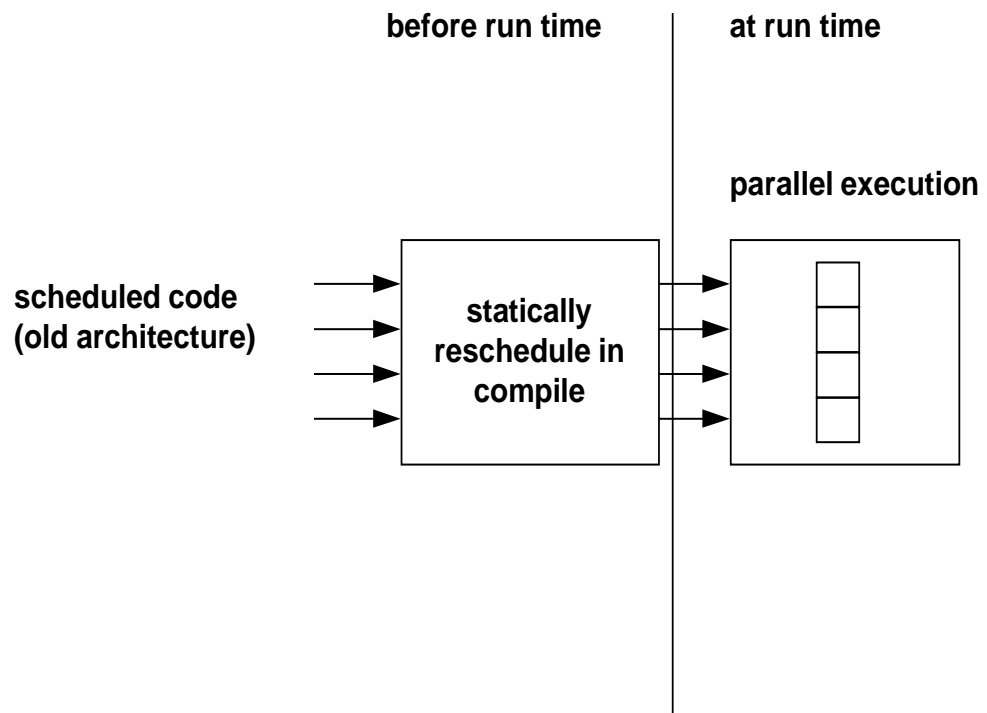 before run time
at run time
parallel execution
scheduled code
(old architecture)
statically
reschedule in
compile